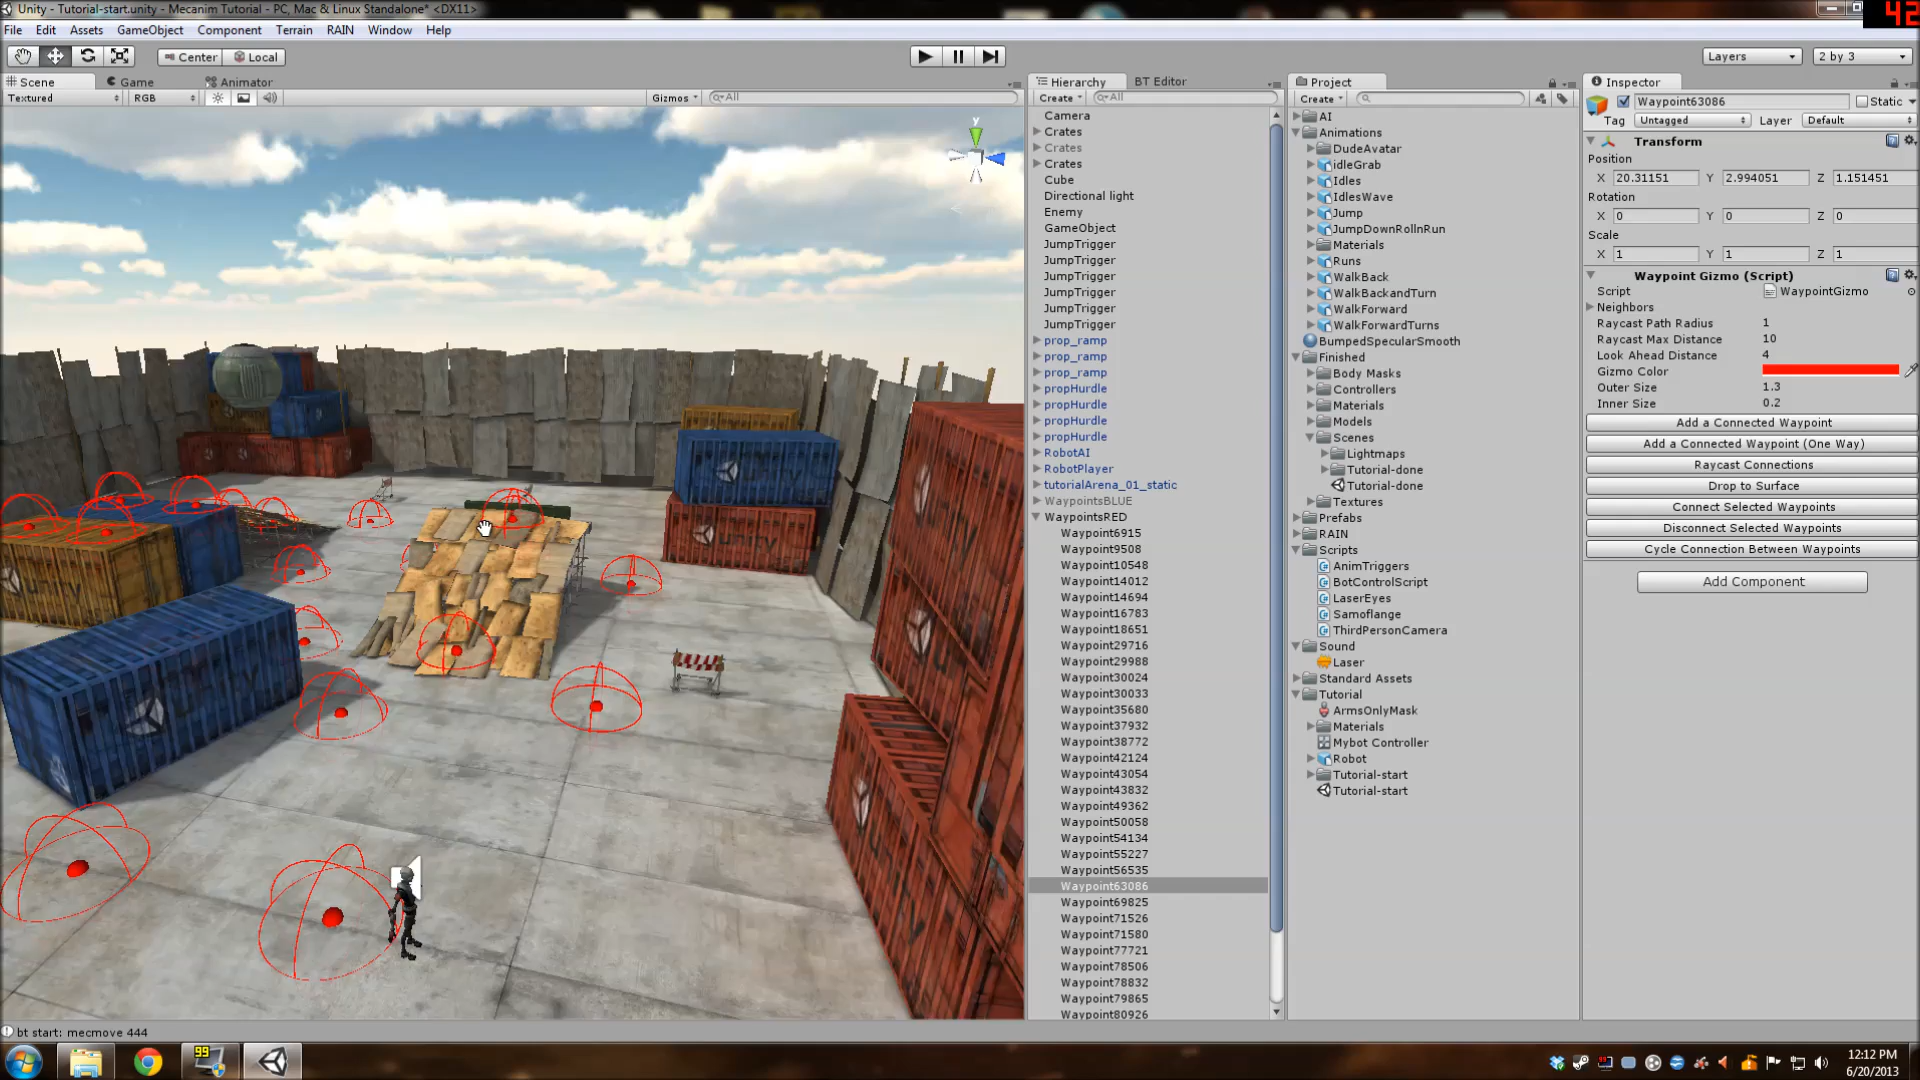 Unity - Tutorial-start.unity - Mecanim Tutorial - PC, Mac & Linux Standalone* <DX11>
42
File Edit Assets GameObject Component Terrain RAIN Window Help
Center Local
Layers
2 by 3
Scene Game Animator
Textured RGB Gizmos All
Hierarchy BT Editor
Create All
Camera
Crates
Crates
Crates
Cube
Directional light
Enemy
GameObject
JumpTrigger
JumpTrigger
JumpTrigger
JumpTrigger
JumpTrigger
JumpTrigger
prop_ramp
prop_ramp
prop_ramp
propHurdle
propHurdle
propHurdle
propHurdle
RobotAI
RobotPlayer
tutorialArena_01_static
WaypointsBLUE
WaypointsRED
Waypoint6915
Waypoint9508
Waypoint10548
Waypoint14012
Waypoint14694
Waypoint16783
Waypoint18651
Waypoint29716
Waypoint29988
Waypoint30024
Waypoint30033
Waypoint35680
Waypoint37932
Waypoint38772
Waypoint42124
Waypoint43054
Waypoint43832
Waypoint49362
Waypoint50058
Waypoint54134
Waypoint55227
Waypoint56535
Waypoint63086
Waypoint69825
Waypoint71526
Waypoint71580
Waypoint77721
Waypoint78506
Waypoint78832
Waypoint79865
Waypoint80926
Project
Create
AI
Animations
DudeAvatar
idleGrab
Idles
IdlesWave
Jump
JumpDownRollnRun
Materials
Runs
WalkBack
WalkBackandTurn
WalkForward
WalkForwardTurns
BumpedSpecularSmooth
Finished
Body Masks
Controllers
Materials
Models
Scenes
Lightmaps
Tutorial-done
Tutorial-done
Textures
Prefabs
RAIN
Scripts
AnimTriggers
BotControlScript
LaserEyes
Samoflange
ThirdPersonCamera
Sound
Laser
Standard Assets
Tutorial
ArmsOnlyMask
Materials
Mybot Controller
Robot
Tutorial-start
Tutorial-start
Inspector
Waypoint63086 Static
Tag Untagged Layer Default
Transform
Position
X 20.31151 Y 2.994051 Z 1.151451
Rotation
X 0 Y 0 Z 0
Scale
X 1 Y 1 Z 1
Waypoint Gizmo (Script)
Script WaypointGizmo
Neighbors
Raycast Path Radius 1
Raycast Max Distance 10
Look Ahead Distance 4
Gizmo Color
Outer Size 1.3
Inner Size 0.2
Add a Connected Waypoint
Add a Connected Waypoint (One Way)
Raycast Connections
Drop to Surface
Connect Selected Waypoints
Disconnect Selected Waypoints
Cycle Connection Between Waypoints
Add Component
y
unity
unity
unity
bt start: mecmove 444
99
12:12 PM
6/20/2013